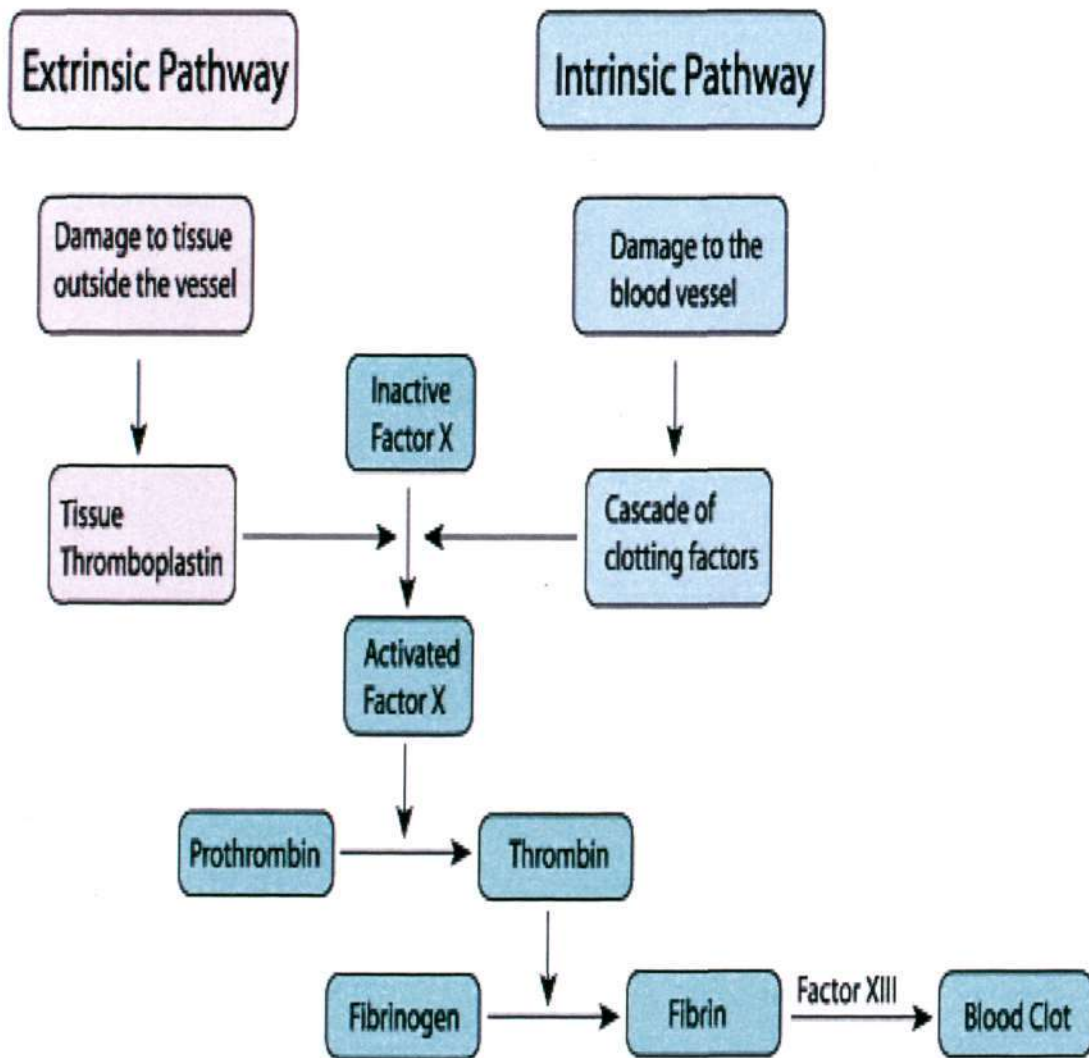 Extrinsic Pathway
Intrinsic Pathway
Damage to tissue
outside the vessel
Damage to the
blood vessel
Inactive
Factor X
Tissue
Thromboplastin
Cascade of
clotting factors
Activated
Factor X
Prothrombin
Thrombin
Fibrinogen
Fibrin
Factor XIII
Blood Clot